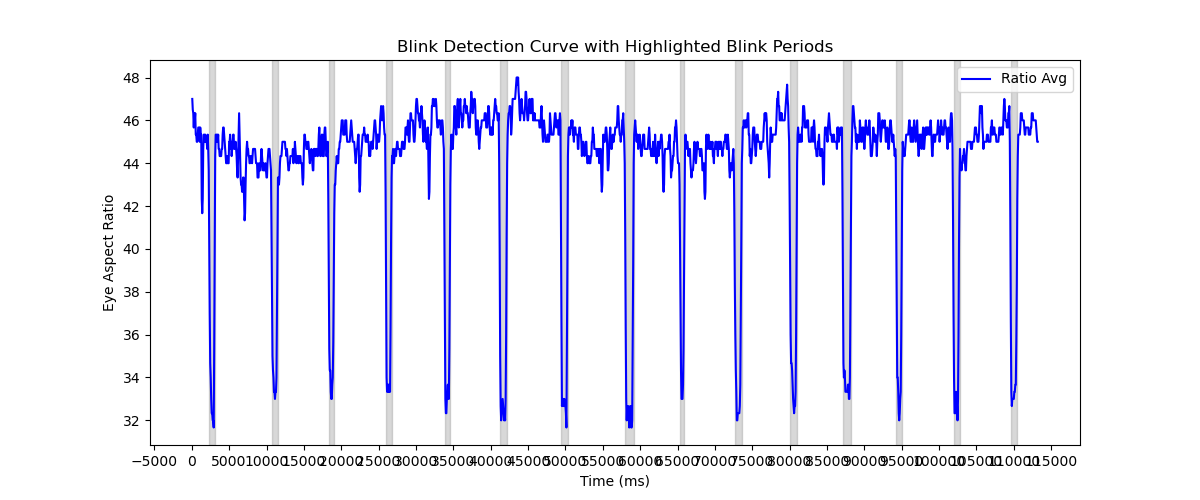 Blink Detection Curve with Highlighted Blink Periods
Ratio Avg
48
46
44
42
40
38
36
34
32
Eye Aspect Ratio
−5000 0 5000 10000 15000 20000 25000 30000 35000 40000 45000 50000 55000 60000 65000 70000 75000 80000 85000 90000 95000 100000 105000 110000 115000
Time (ms)